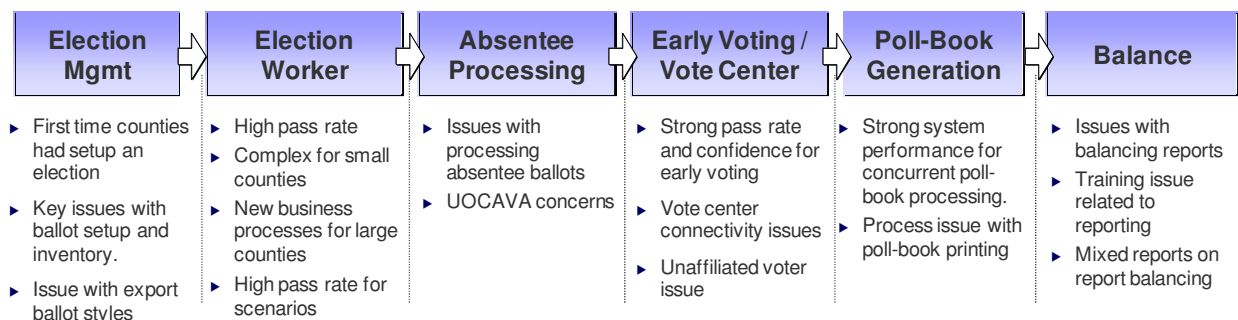 Election
Mgmt
Election
Worker
Absentee
Processing
Early Voting /
Vote Center
Poll-Book
Generation
Balance
First time counties
had setup an
election
Key issues with
ballot setup and
inventory.
Issue with export
ballot styles
High pass rate
Complex for small
counties
New business
processes for large
counties
High pass rate for
scenarios
Issues with
processing
absentee ballots
UOCAVA concerns
Strong pass rate
and confidence for
early voting
Vote center
connectivity issues
Unaffiliated voter
issue
Strong system
performance for
concurrent poll-
book processing.
Process issue with
poll-book printing
Issues with
balancing reports
Training issue
related to
reporting
Mixed reports on
report balancing